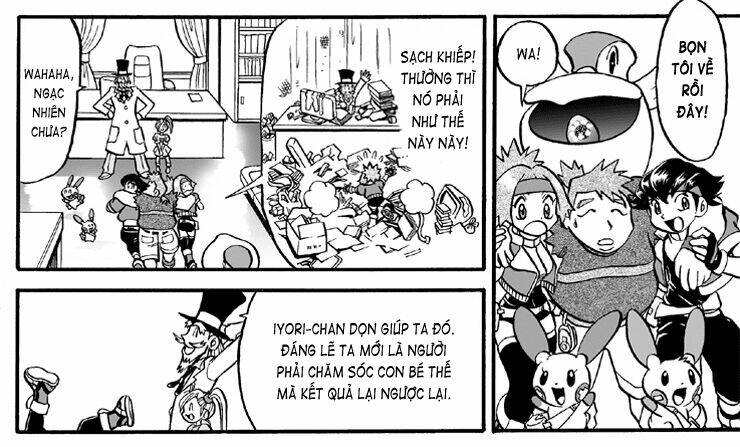 BỌN
TÔI VỀ
RỒI
ĐÂY!
WA!
SẠCH KHIẾP!
THƯỜNG THÌ
NÓ PHẢI
NHƯ THẾ
NÀY NÀY!
WAHAHA,
NGẠC
NHIÊN
CHƯA?
IYORI-CHAN DỌN GIÚP TA ĐÓ.
ĐÁNG LẼ TA MỚI LÀ NGƯỜI
PHẢI CHĂM SÓC CON BÉ THẾ
MÀ KẾT QUẢ LẠI NGƯỢC LẠI.